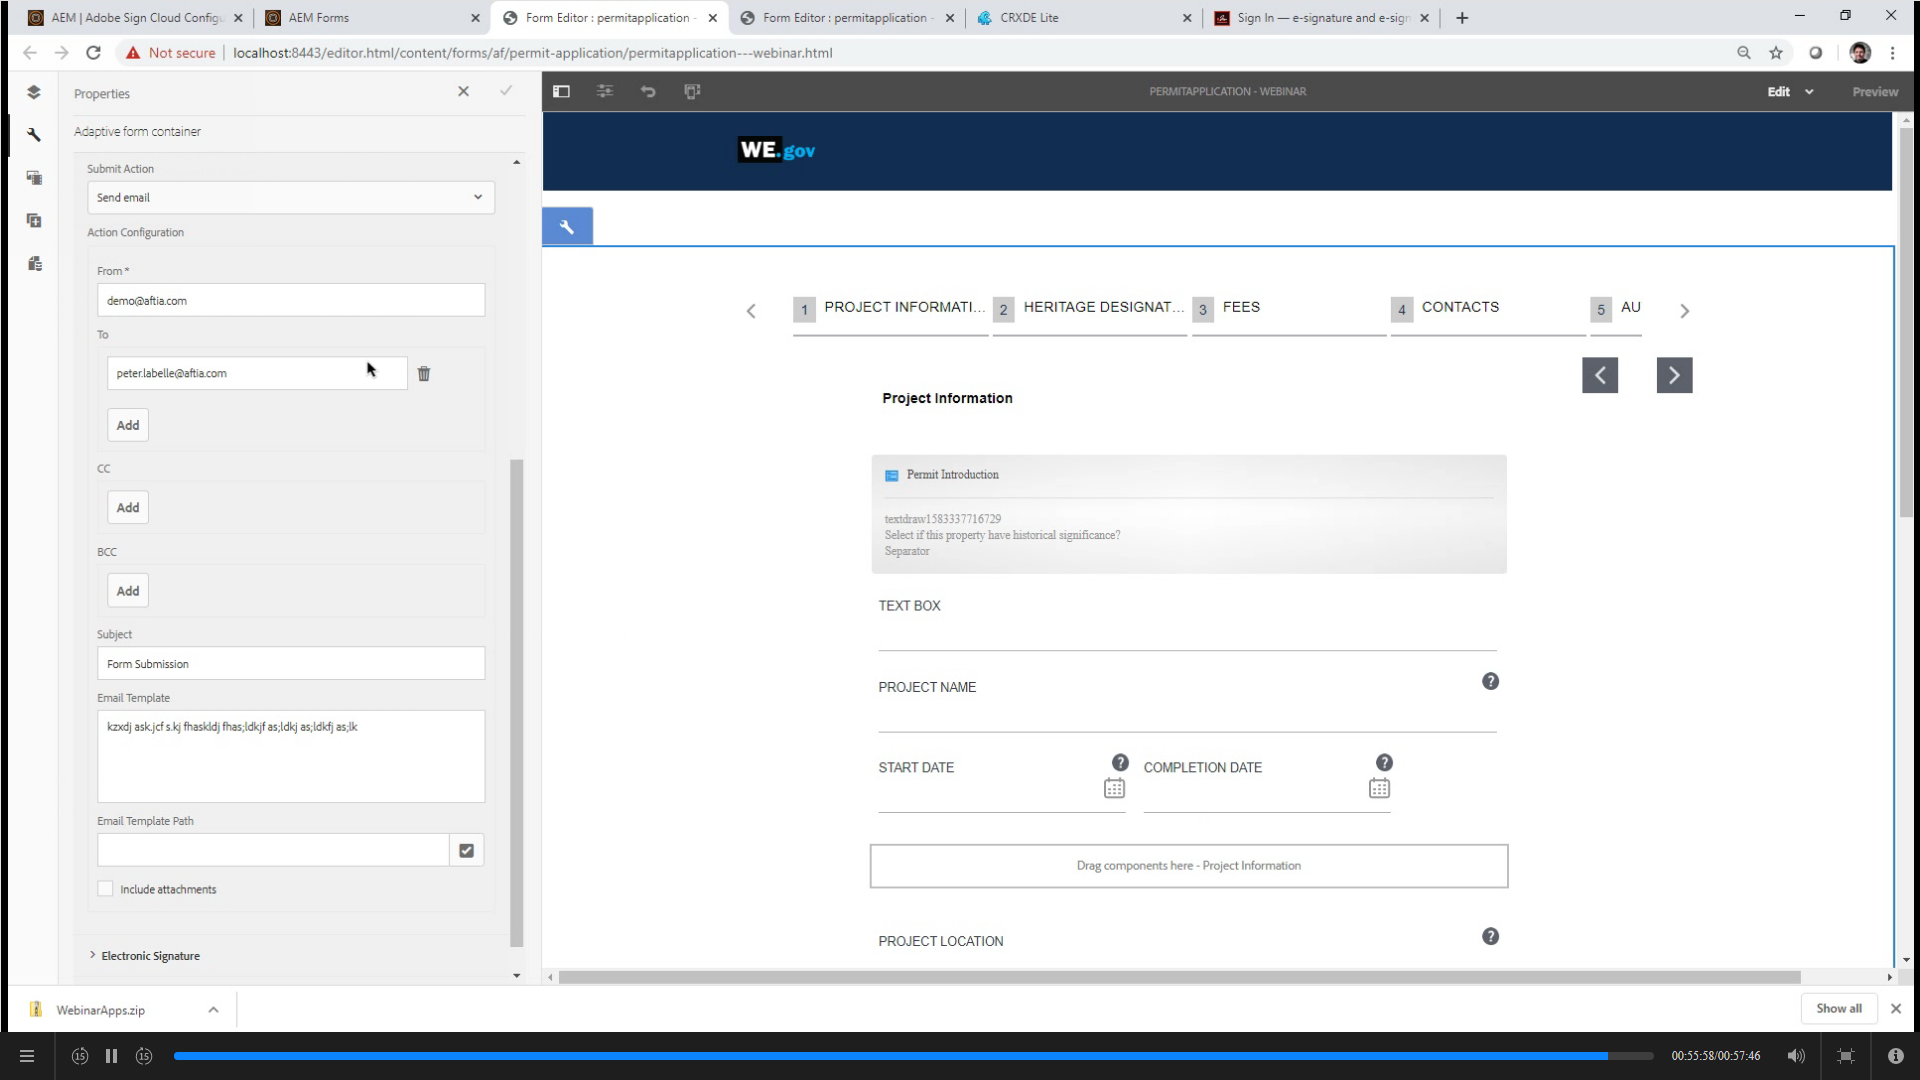 AEM | Adobe Sign Cloud Configu
AEM Forms
Form Editor : permitapplication -
Form Editor : permitapplication -
CRXDE Lite
Sign In — e-signature and e-sign
Not secure
localhost:8443/editor.html/content/forms/af/permit-application/permitapplication---webinar.html
Properties
Adaptive form container
Submit Action
Send email
Action Configuration
From *
demo@aftia.com
To
peter.labelle@aftia.com
Add
CC
Add
BCC
Add
Subject
Form Submission
Email Template
kzxdj ask.jcf s.kj fhaskldj fhas;ldkjf as;ldkj as;ldkfj as;lk
Email Template Path
Include attachments
Electronic Signature
PERMITAPPLICATION - WEBINAR
Edit
Preview
WE.gov
1 PROJECT INFORMATI...
2 HERITAGE DESIGNAT...
3 FEES
4 CONTACTS
5 AU
Project Information
Permit Introduction
textdraw1583337716729
Select if this property have historical significance?
Separator
TEXT BOX
PROJECT NAME
?
START DATE
?
COMPLETION DATE
?
Drag components here - Project Information
PROJECT LOCATION
?
WebinarApps.zip
Show all
15
15
00:55:58/00:57:46